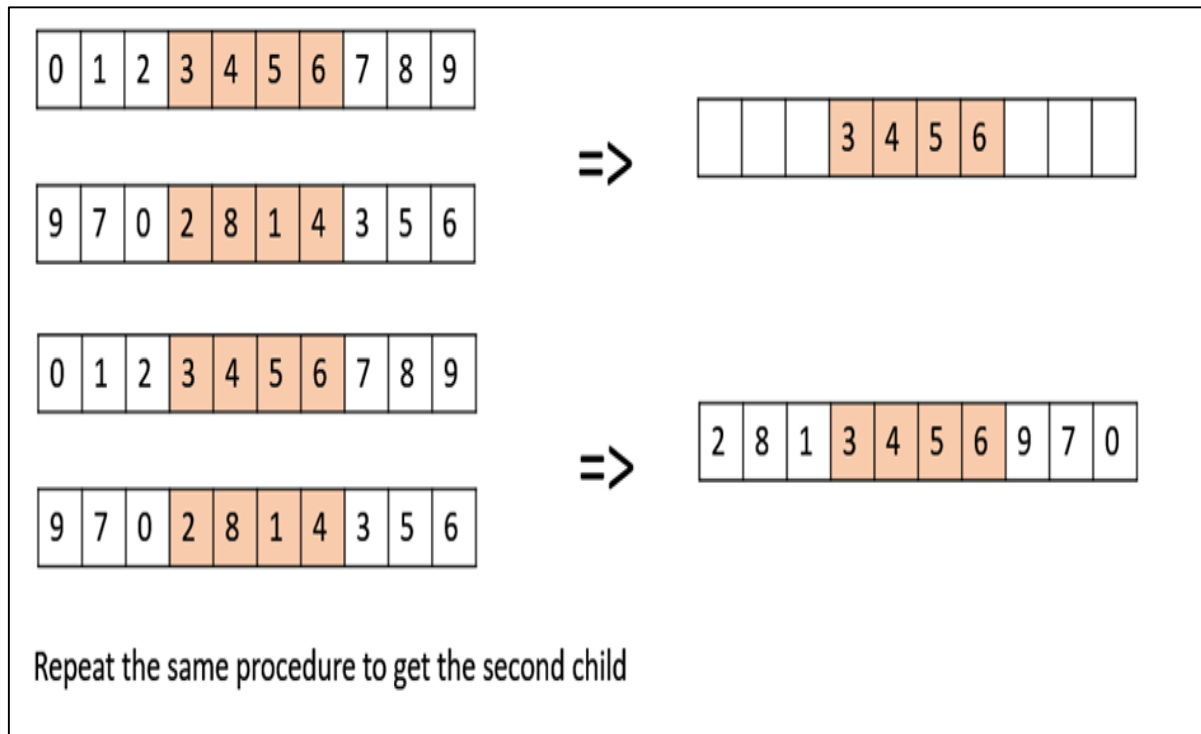 0 1 2 3 4 5 6 7 8 9
=>
3 4 5 6
9 7 0 2 8 1 4 3 5 6
0 1 2 3 4 5 6 7 8 9
=>
2 8 1 3 4 5 6 9 7 0
9 7 0 2 8 1 4 3 5 6
Repeat the same procedure to get the second child